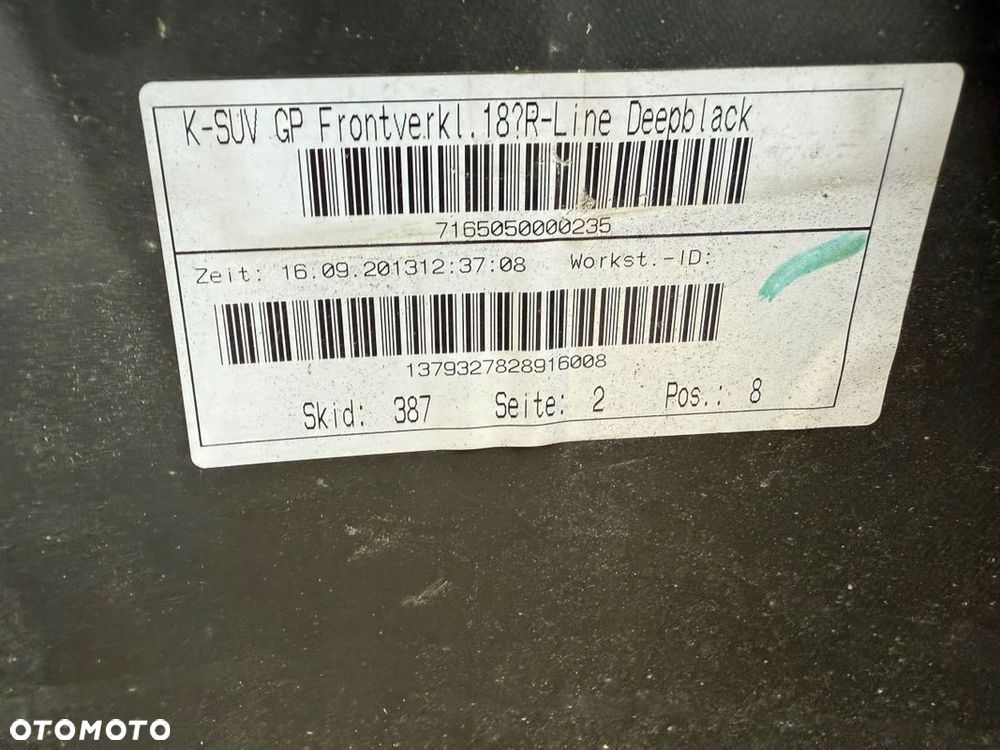 K-SUV GP Frontverkl.18?R-Line Deepblack
7165050000235
Zeit: 16.09.201312:37:08 Workst.-ID:
1379327828916008
Skid: 387 Seite: 2 Pos.: 8
OTOMOTO